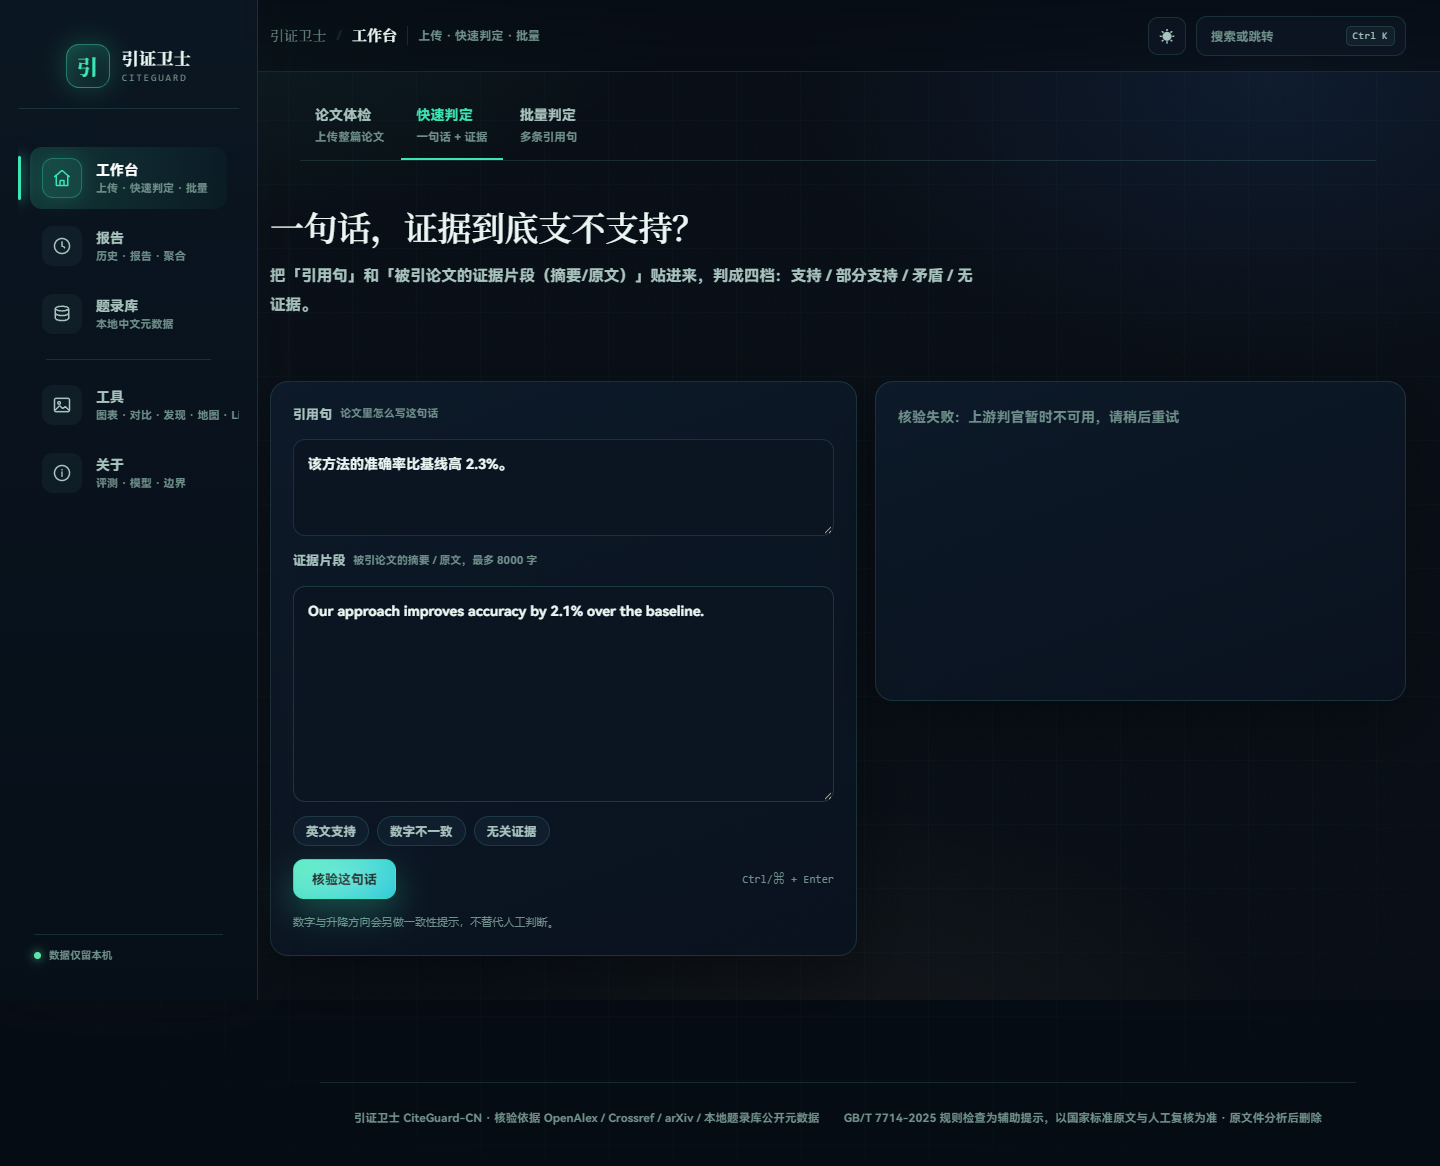 引
引证卫士
CITEGUARD
工作台
上传 · 快速判定 · 批量
报告
历史 · 报告 · 聚合
题录库
本地中文元数据
工具
图表 · 对比 · 发现 · 地图 ·
关于
评测 · 模型 · 边界
数据仅留本机
引证卫士 / 工作台 上传 · 快速判定 · 批量
搜索或跳转 Ctrl K
论文体检 快速判定 批量判定
上传整篇论文 一句话 + 证据 多条引用句
一句话，证据到底支不支持？
把「引用句」和「被引论文的证据片段（摘要/原文）」贴进来，判成四档：支持 / 部分支持 / 矛盾 / 无
证据。
引用句 论文里怎么写这句话
该方法的准确率比基线高 2.3%。
证据片段 被引论文的摘要 / 原文，最多 8000 字
Our approach improves accuracy by 2.1% over the baseline.
英文支持 数字不一致 无关证据
核验这句话 Ctrl/⌘ + Enter
数字与升降方向会另做一致性提示，不替代人工判断。
核验失败：上游判官暂时不可用，请稍后重试
引证卫士 CiteGuard-CN · 核验依据 OpenAlex / Crossref / arXiv / 本地题录库公开元数据 GB/T 7714-2025 规则检查为辅助提示，以国家标准原文与人工复核为准 · 原文件分析后删除